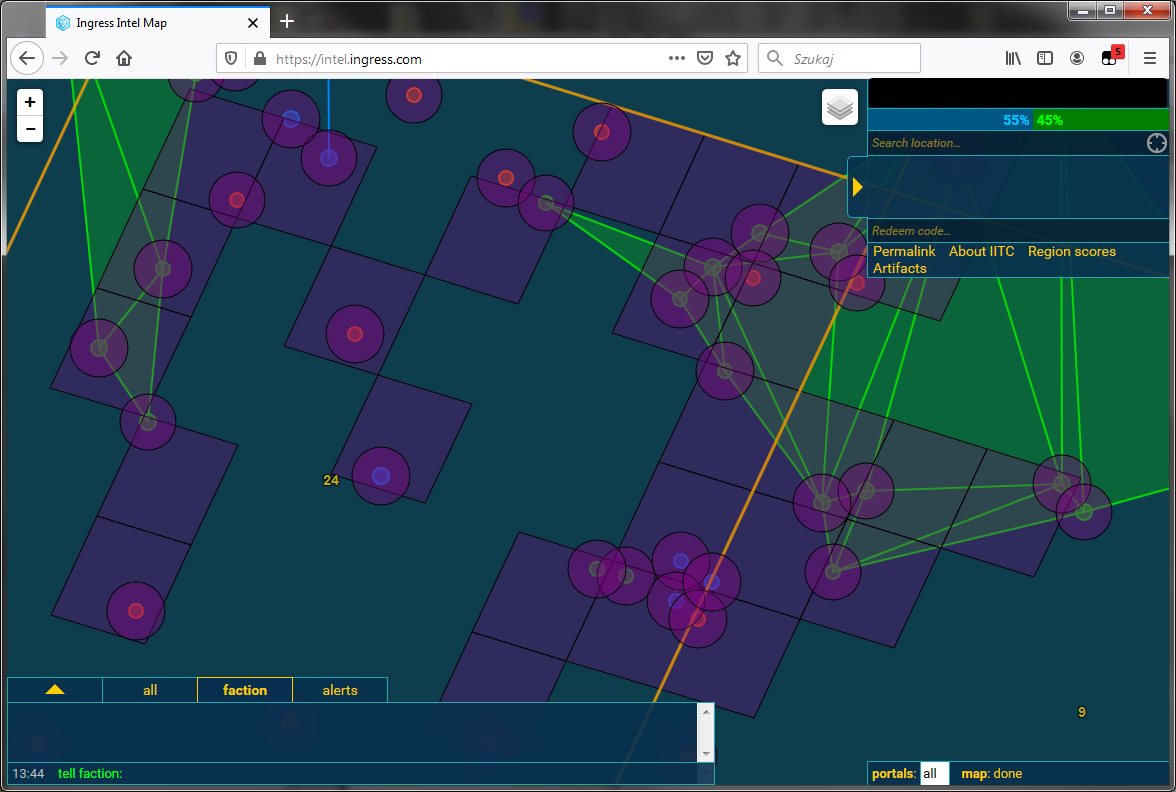 Ingress Intel Map
https://intel.ingress.com
Szukaj
5
+
−
55% 45%
Search location...
Redeem code...
Permalink About IITC Region scores
Artifacts
24
9
all faction alerts
13:44 tell faction:
portals: all map: done